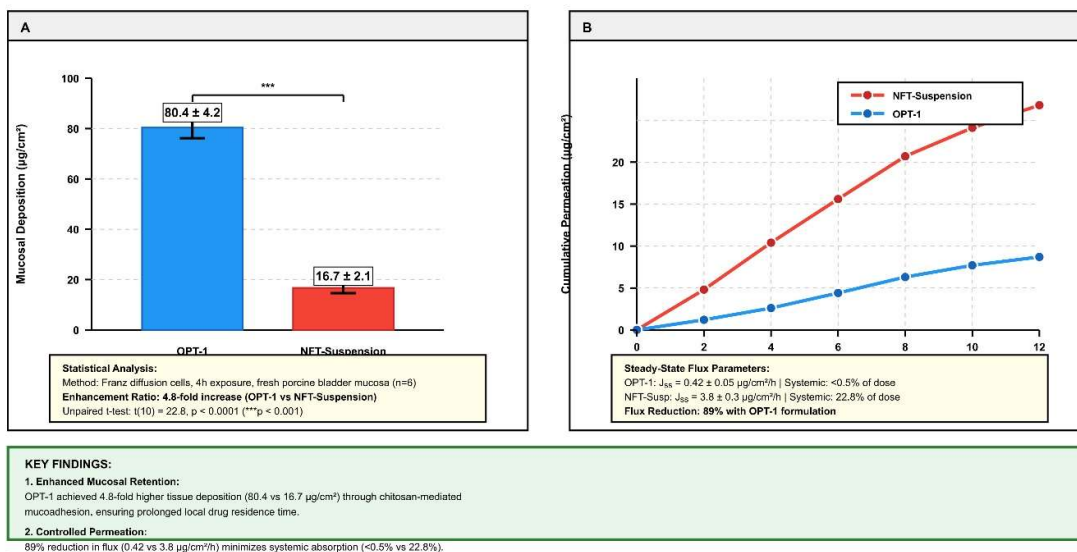 A
Mucosal Deposition (µg/cm²)
100
80
60
40
20
0
80.4 ± 4.2
***
16.7 ± 2.1
OPT-1
NFT-Suspension
Statistical Analysis:
Method: Franz diffusion cells, 4h exposure, fresh porcine bladder mucosa (n=6)
Enhancement Ratio: 4.8-fold increase (OPT-1 vs NFT-Suspension)
Unpaired t-test: t(10) = 22.8, p < 0.0001 (***p < 0.001)
B
Cumulative Permeation (µg/cm²)
20
10
5
0
NFT-Suspension
OPT-1
0
2
4
6
8
10
12
Steady-State Flux Parameters:
OPT-1: Jss = 0.42 ± 0.05 µg/cm²/h | Systemic: <0.5% of dose
NFT-Susp: Jss = 3.8 ± 0.3 µg/cm²/h | Systemic: 22.8% of dose
Flux Reduction: 89% with OPT-1 formulation
KEY FINDINGS:
1. Enhanced Mucosal Retention:
OPT-1 achieved 4.8-fold higher tissue deposition (80.4 vs 16.7 µg/cm²) through chitosan-mediated
mucoadhesion, ensuring prolonged local drug residence time.
2. Controlled Permeation:
89% reduction in flux (0.42 vs 3.8 µg/cm²/h) minimizes systemic absorption (<0.5% vs 22.8%).